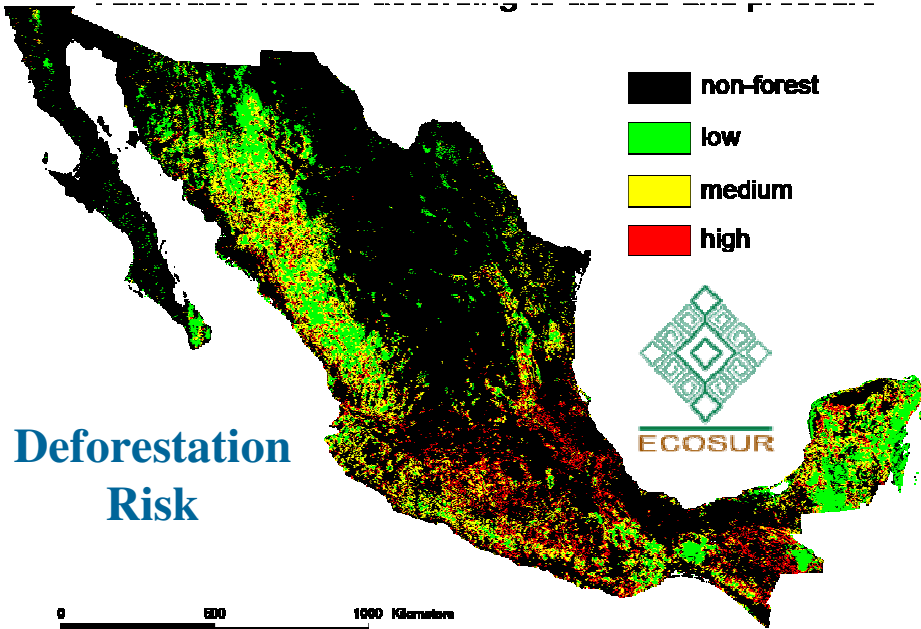 non-forest
low
medium
high
ECOSUR
Deforestation
Risk
0 500 1000 Kilometers